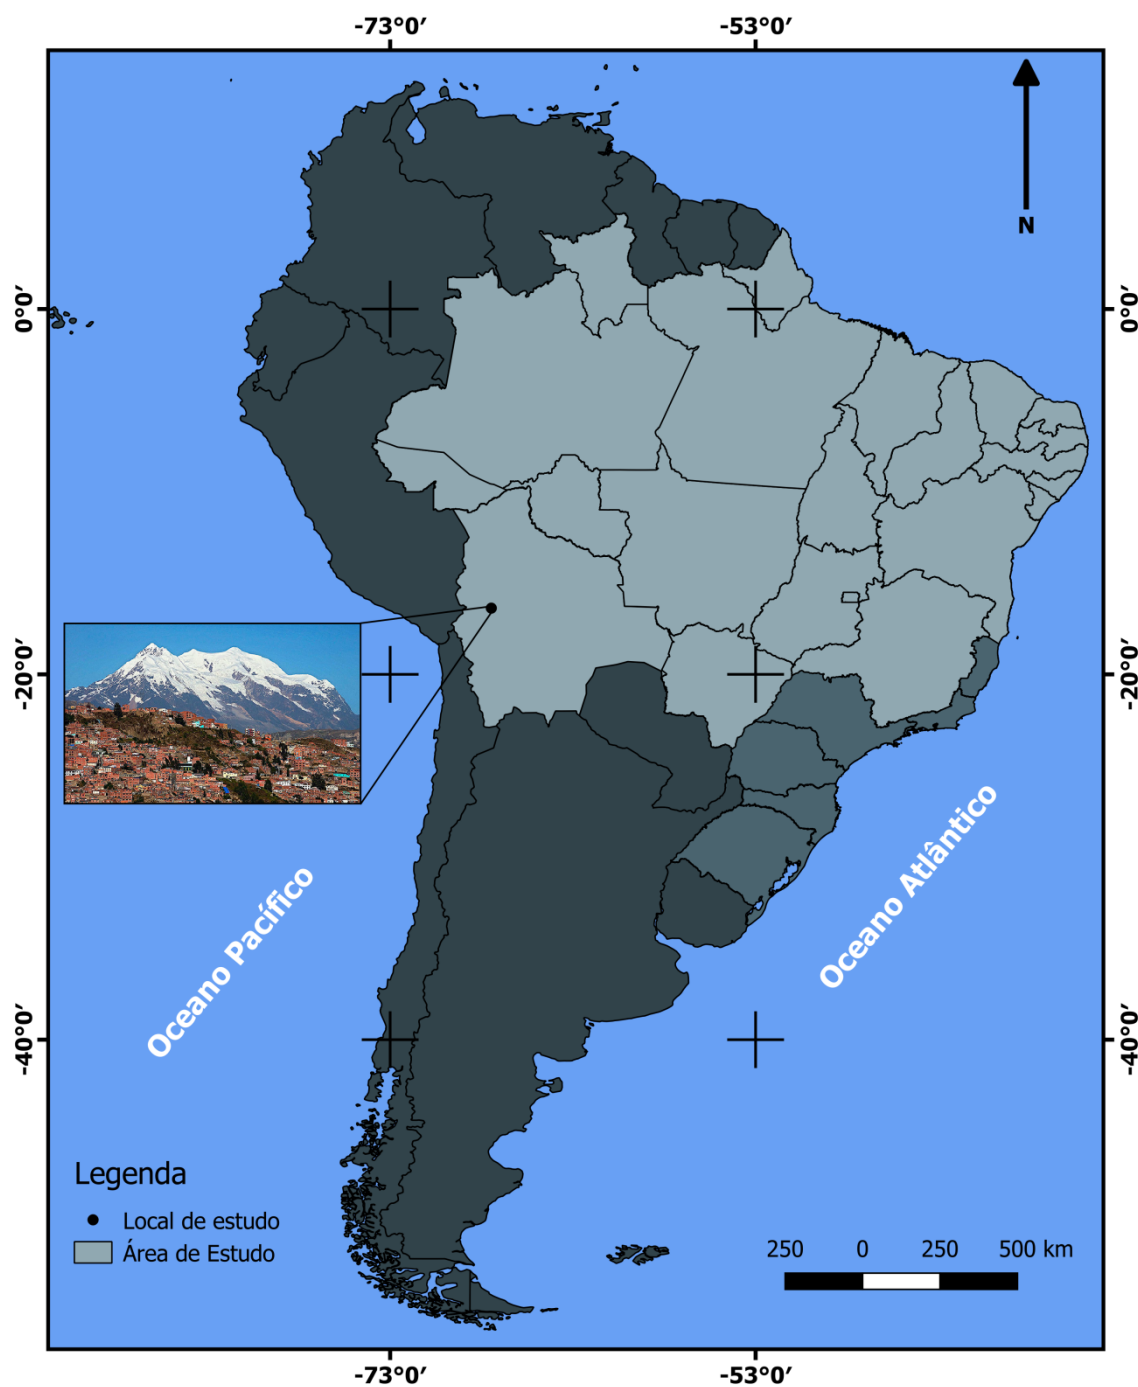 -73°0′
-53°0′
N
0°0′
0°0′
-20°0′
-20°0′
Oceano Pacífico
Oceano Atlântico
-40°0′
-40°0′
Legenda
Local de estudo
Área de Estudo
250 0 250 500 km
-73°0′
-53°0′